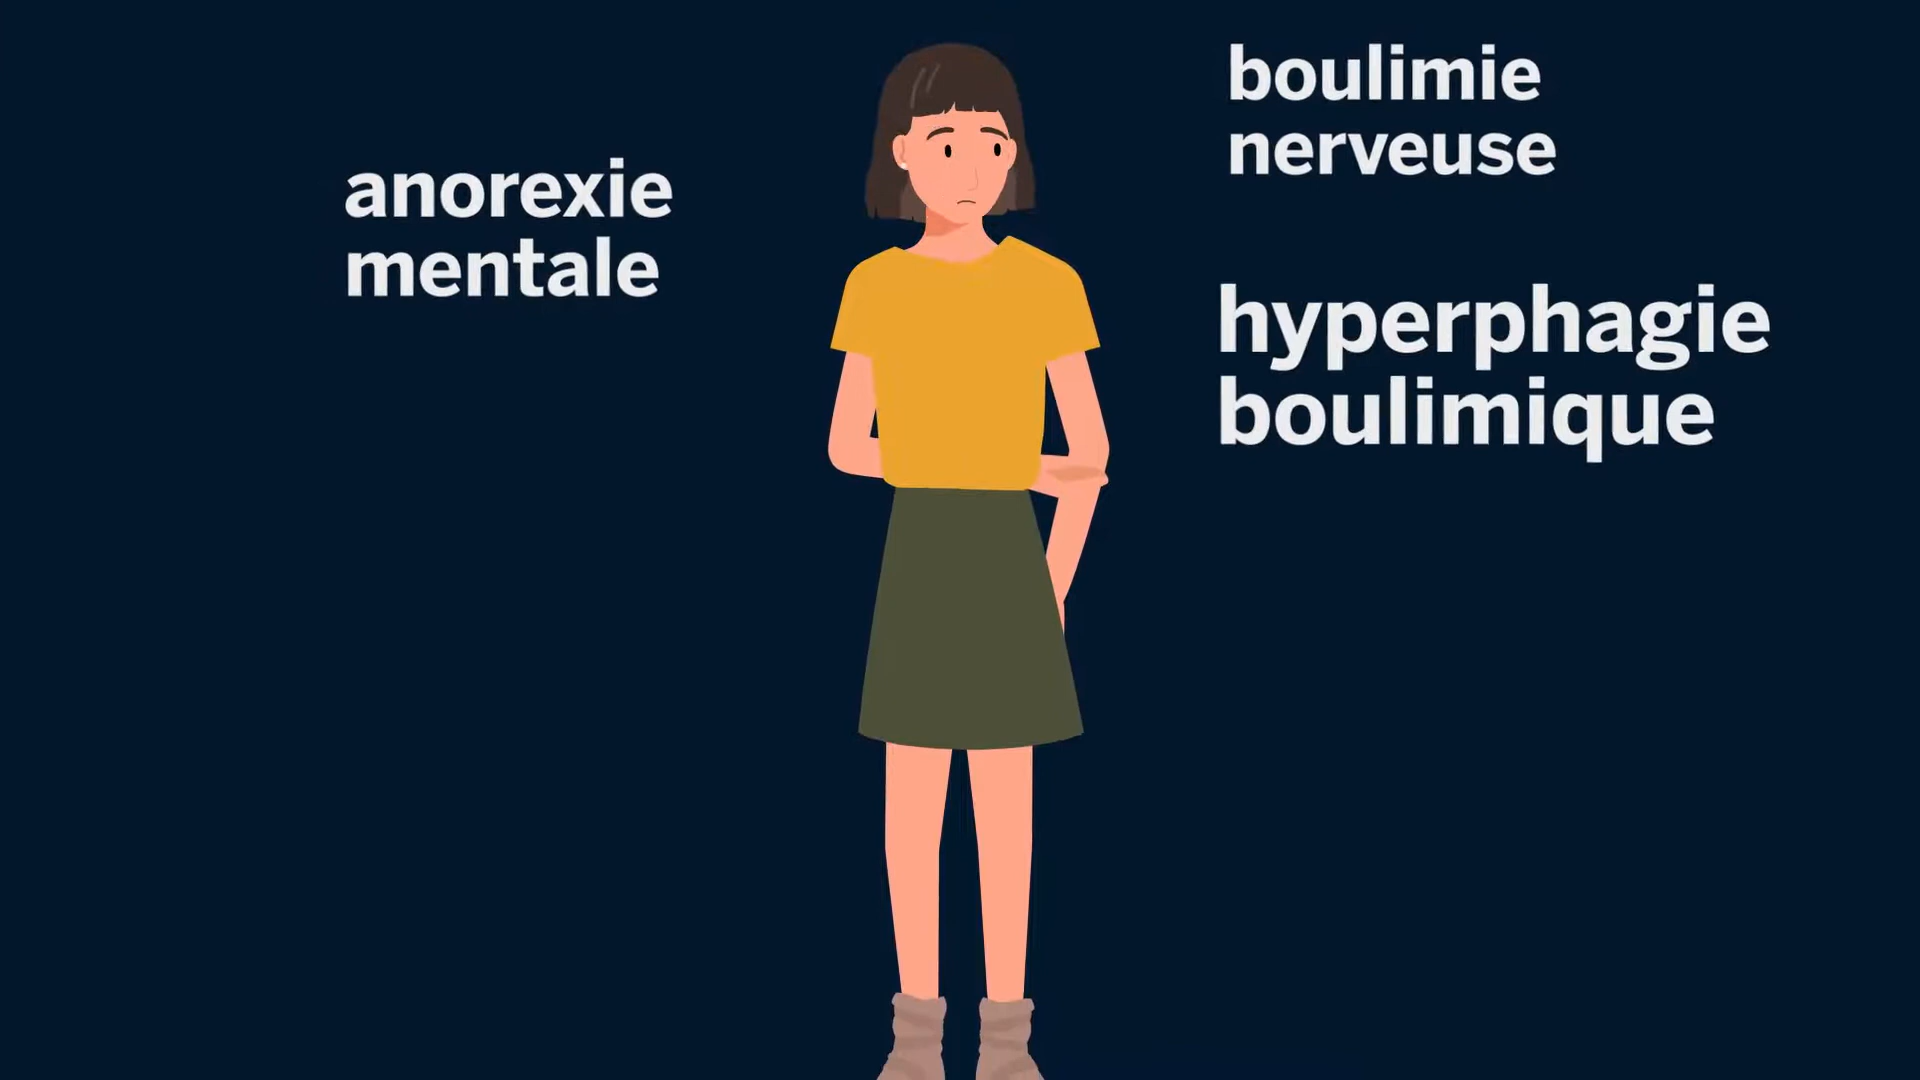 anorexie
mentale
boulimie
nerveuse
hyperphagie
boulimique